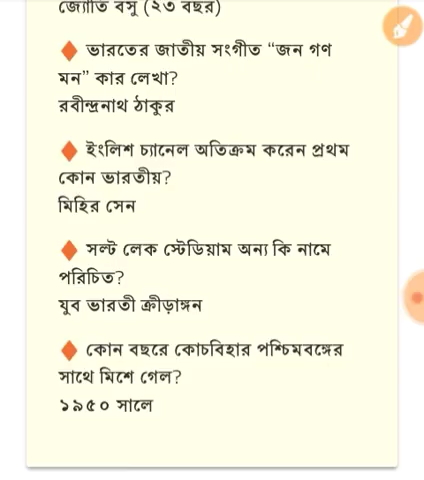 জ্যোতি বসু (২৩ বছর)
ভারতের জাতীয় সংগীত “জন গণ
মন” কার লেখা?
রবীন্দ্রনাথ ঠাকুর
ইংলিশ চ্যানেল অতিক্রম করেন প্রথম
কোন ভারতীয়?
মিহির সেন
সল্ট লেক স্টেডিয়াম অন্য কি নামে
পরিচিত?
যুব ভারতী ক্রীড়াঙ্গন
কোন বছরে কোচবিহার পশ্চিমবঙ্গের
সাথে মিশে গেল?
১৯৫০ সালে